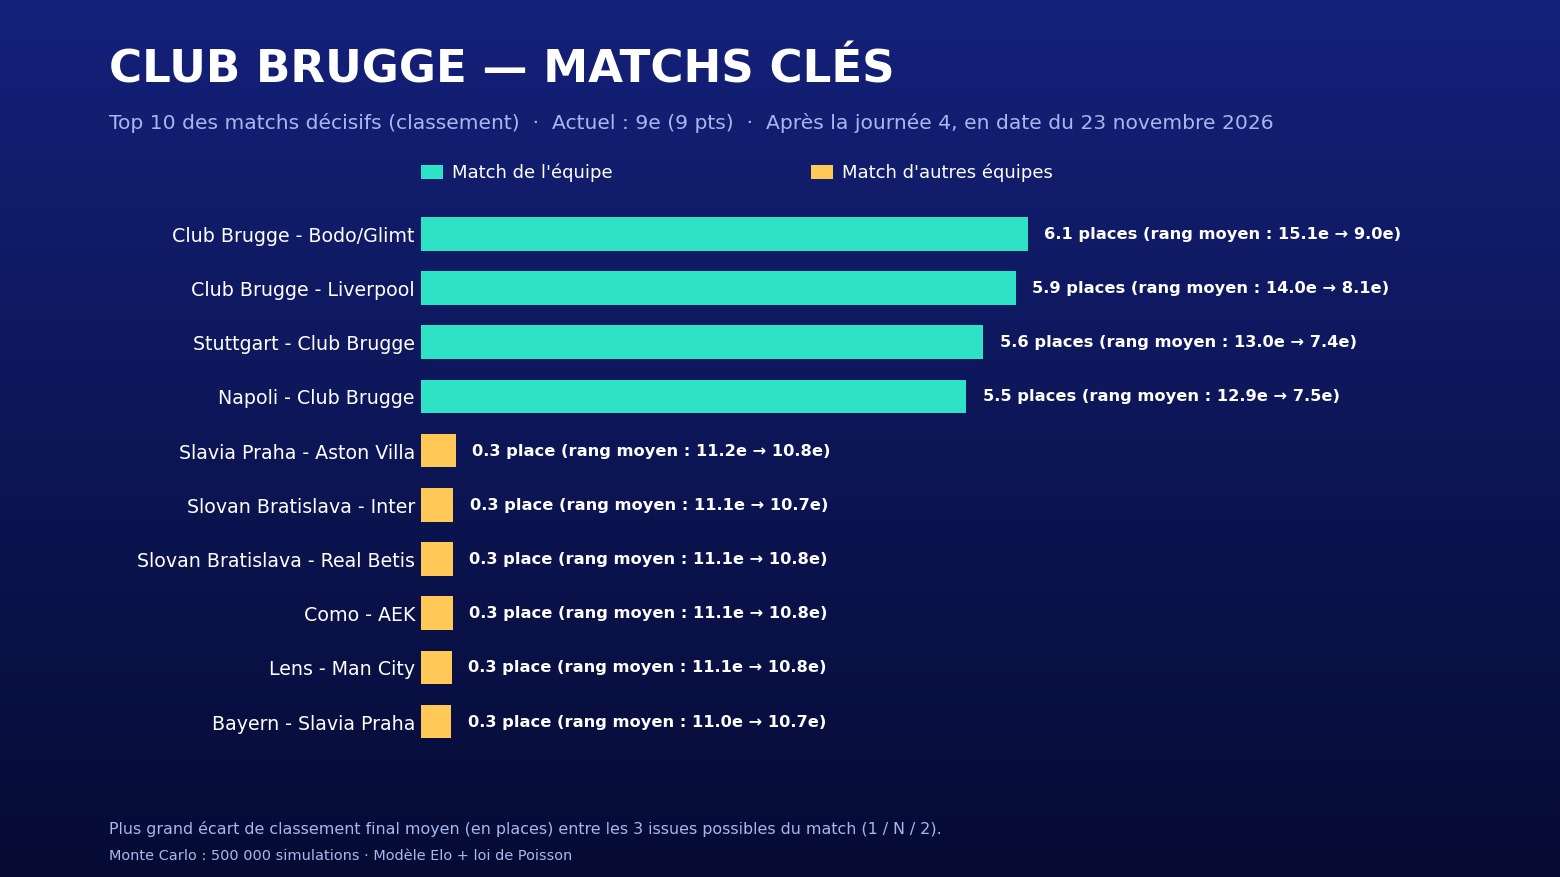 CLUB BRUGGE — MATCHS CLÉS
Top 10 des matchs décisifs (classement) · Actuel : 9e (9 pts) · Après la journée 4, en date du 23 novembre 2026
Match de l'équipe Match d'autres équipes
Club Brugge - Bodo/Glimt 6.1 places (rang moyen : 15.1e → 9.0e)
Club Brugge - Liverpool 5.9 places (rang moyen : 14.0e → 8.1e)
Stuttgart - Club Brugge 5.6 places (rang moyen : 13.0e → 7.4e)
Napoli - Club Brugge 5.5 places (rang moyen : 12.9e → 7.5e)
Slavia Praha - Aston Villa 0.3 place (rang moyen : 11.2e → 10.8e)
Slovan Bratislava - Inter 0.3 place (rang moyen : 11.1e → 10.7e)
Slovan Bratislava - Real Betis 0.3 place (rang moyen : 11.1e → 10.8e)
Como - AEK 0.3 place (rang moyen : 11.1e → 10.8e)
Lens - Man City 0.3 place (rang moyen : 11.1e → 10.8e)
Bayern - Slavia Praha 0.3 place (rang moyen : 11.0e → 10.7e)
Plus grand écart de classement final moyen (en places) entre les 3 issues possibles du match (1 / N / 2).
Monte Carlo : 500 000 simulations · Modèle Elo + loi de Poisson